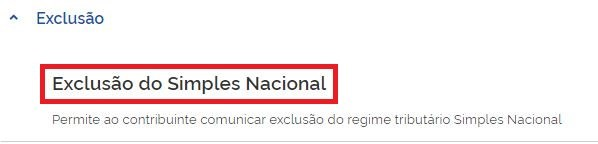 Exclusão
Exclusão do Simples Nacional
Permite ao contribuinte comunicar exclusão do regime tributário Simples Nacional